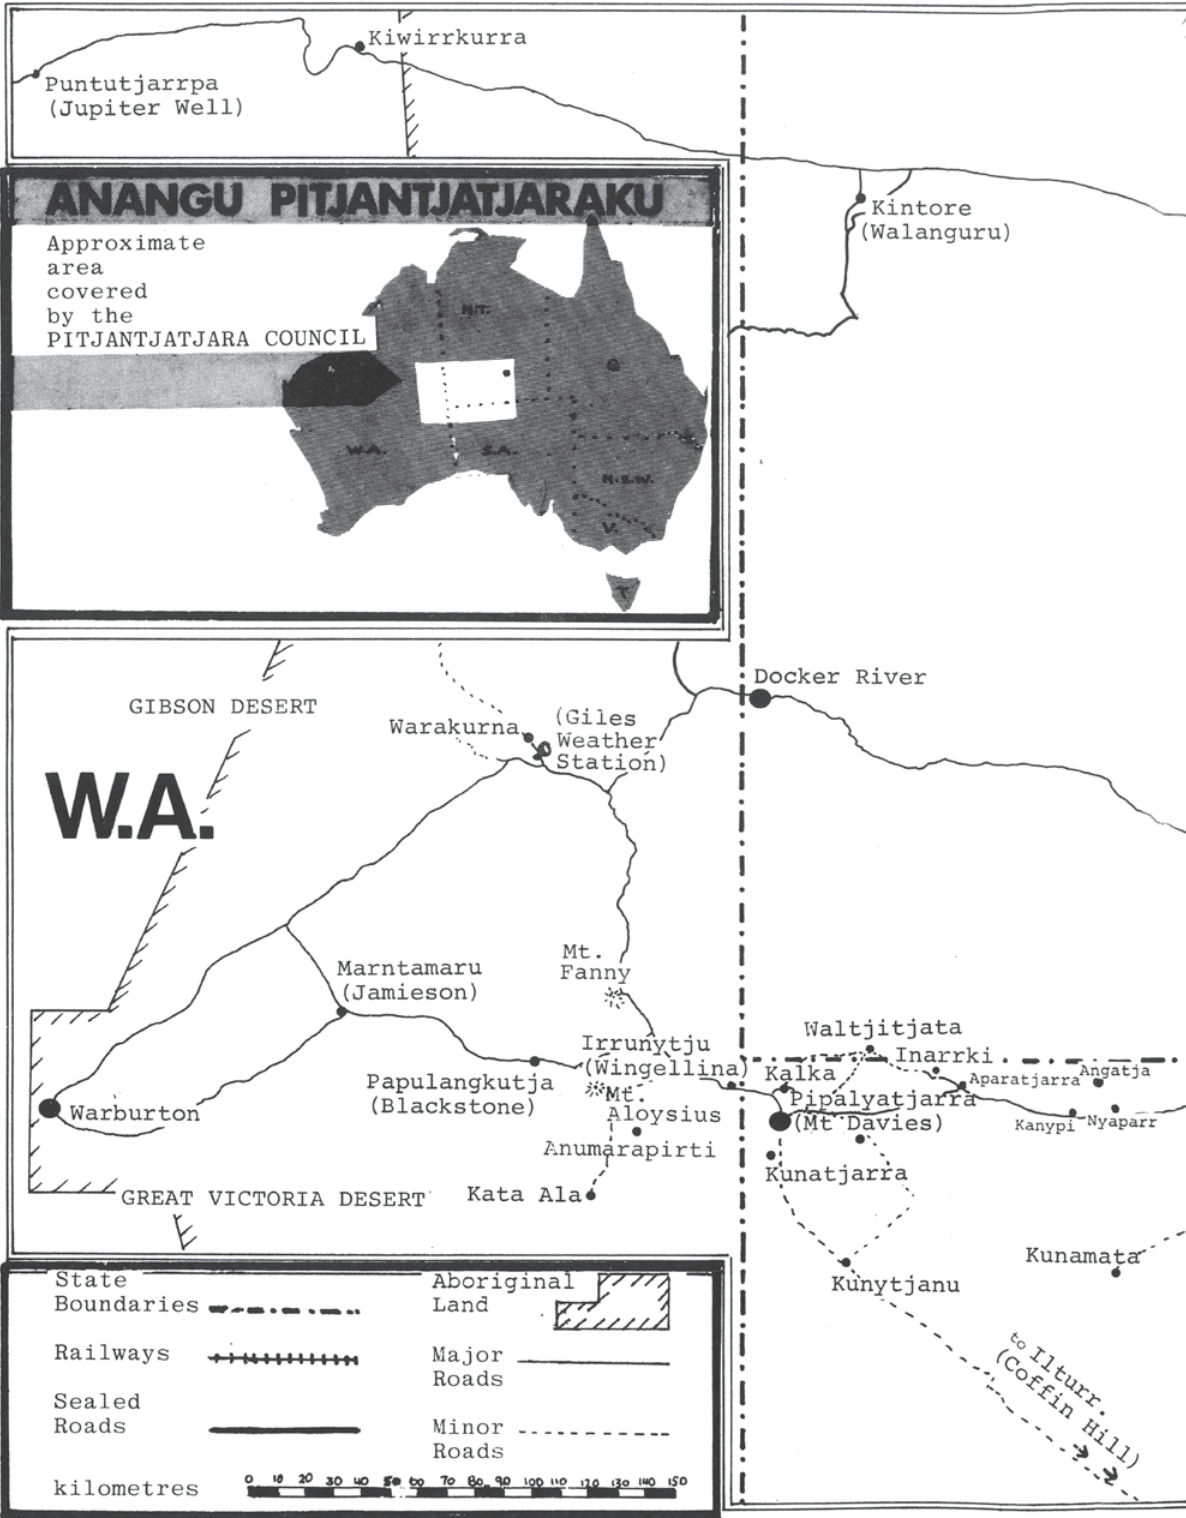 Kiwirrkurra
Puntutjarrpa
(Jupiter Well)
ANANGU PITJANTJATJARAKU
Approximate
area
covered
by the
PITJANTJATJARA COUNCIL
N.T.
Q
W.A.
S.A.
N.S.W.
V.
T
Kintore
(Walanguru)
Docker River
GIBSON DESERT
Warakurna
(Giles
Weather
Station)
W.A.
Mt.
Fanny
Marntamaru
(Jamieson)
Waltjitjata
Irrunytju
(Wingellina)
Inarrki
Kalka
Aparatjarra
Angatja
Papulangkutja
(Blackstone)
Mt.
Aloysius
Pipalyatjarra
(Mt Davies)
Kanypi
Nyaparr
Warburton
Anumarapirti
Kunatjarra
GREAT VICTORIA DESERT
Kata Ala
Kunamata
Kunytjanu
to Ilturr.
(Coffin Hill)
State
Boundaries
Railways
Sealed
Roads
Aboriginal
Land
Major
Roads
Minor
Roads
kilometres
0 10 20 30 40 50 60 70 80 90 100 110 120 130 140 150